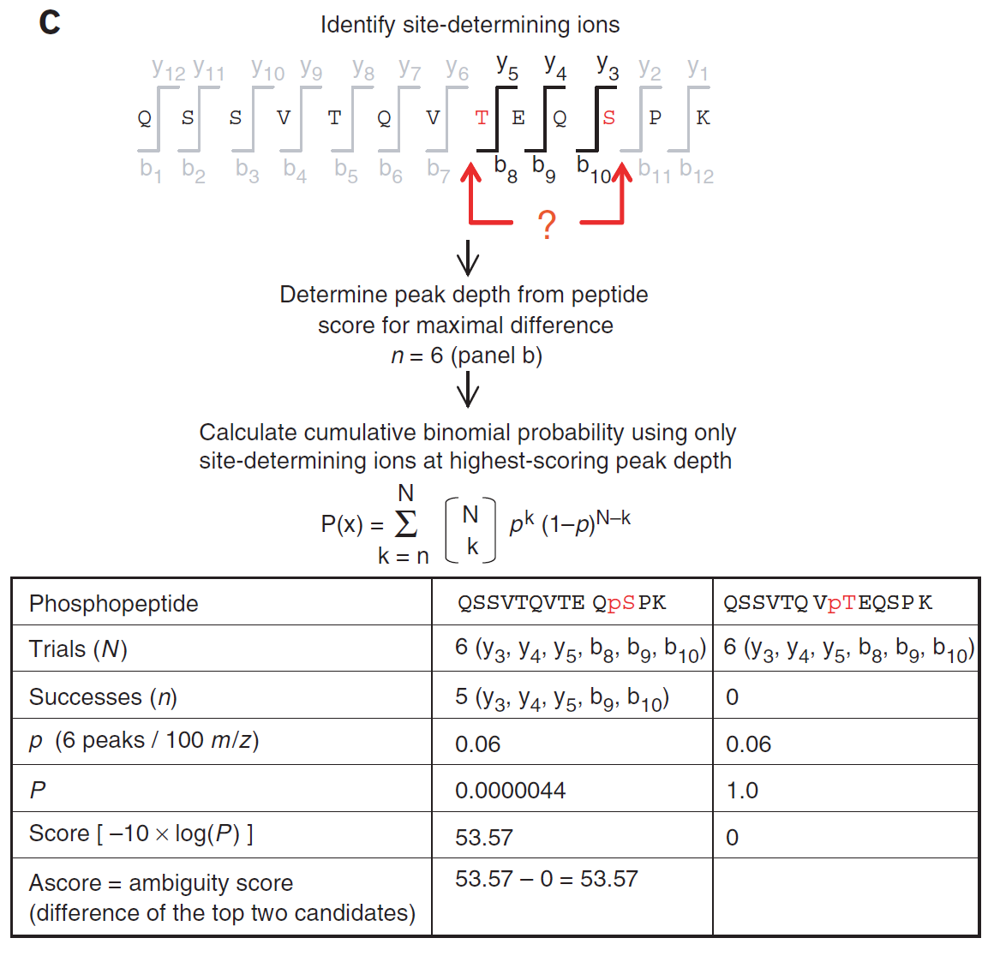 C
Identify site-determining ions
y12 y11 y10 y9 y8 y7 y6 y5 y4 y3 y2 y1
Q S S V T Q V T E Q S P K
b1 b2 b3 b4 b5 b6 b7 b8 b9 b10 b11 b12
?
Determine peak depth from peptide
score for maximal difference
n = 6 (panel b)
Calculate cumulative binomial probability using only
site-determining ions at highest-scoring peak depth
N
P(x) = Σ [N k] p^k (1–p)^N–k
k = n
Phosphopeptide QSSVTQVTE QpSPK QSSVTQ VpTEQSP K
Trials (N) 6 (y3, y4, y5, b8, b9, b10) 6 (y3, y4, y5, b8, b9, b10)
Successes (n) 5 (y3, y4, y5, b9, b10) 0
p (6 peaks / 100 m/z) 0.06 0.06
P 0.0000044 1.0
Score [ –10 × log(P) ] 53.57 0
Ascore = ambiguity score 53.57 – 0 = 53.57
(difference of the top two candidates)